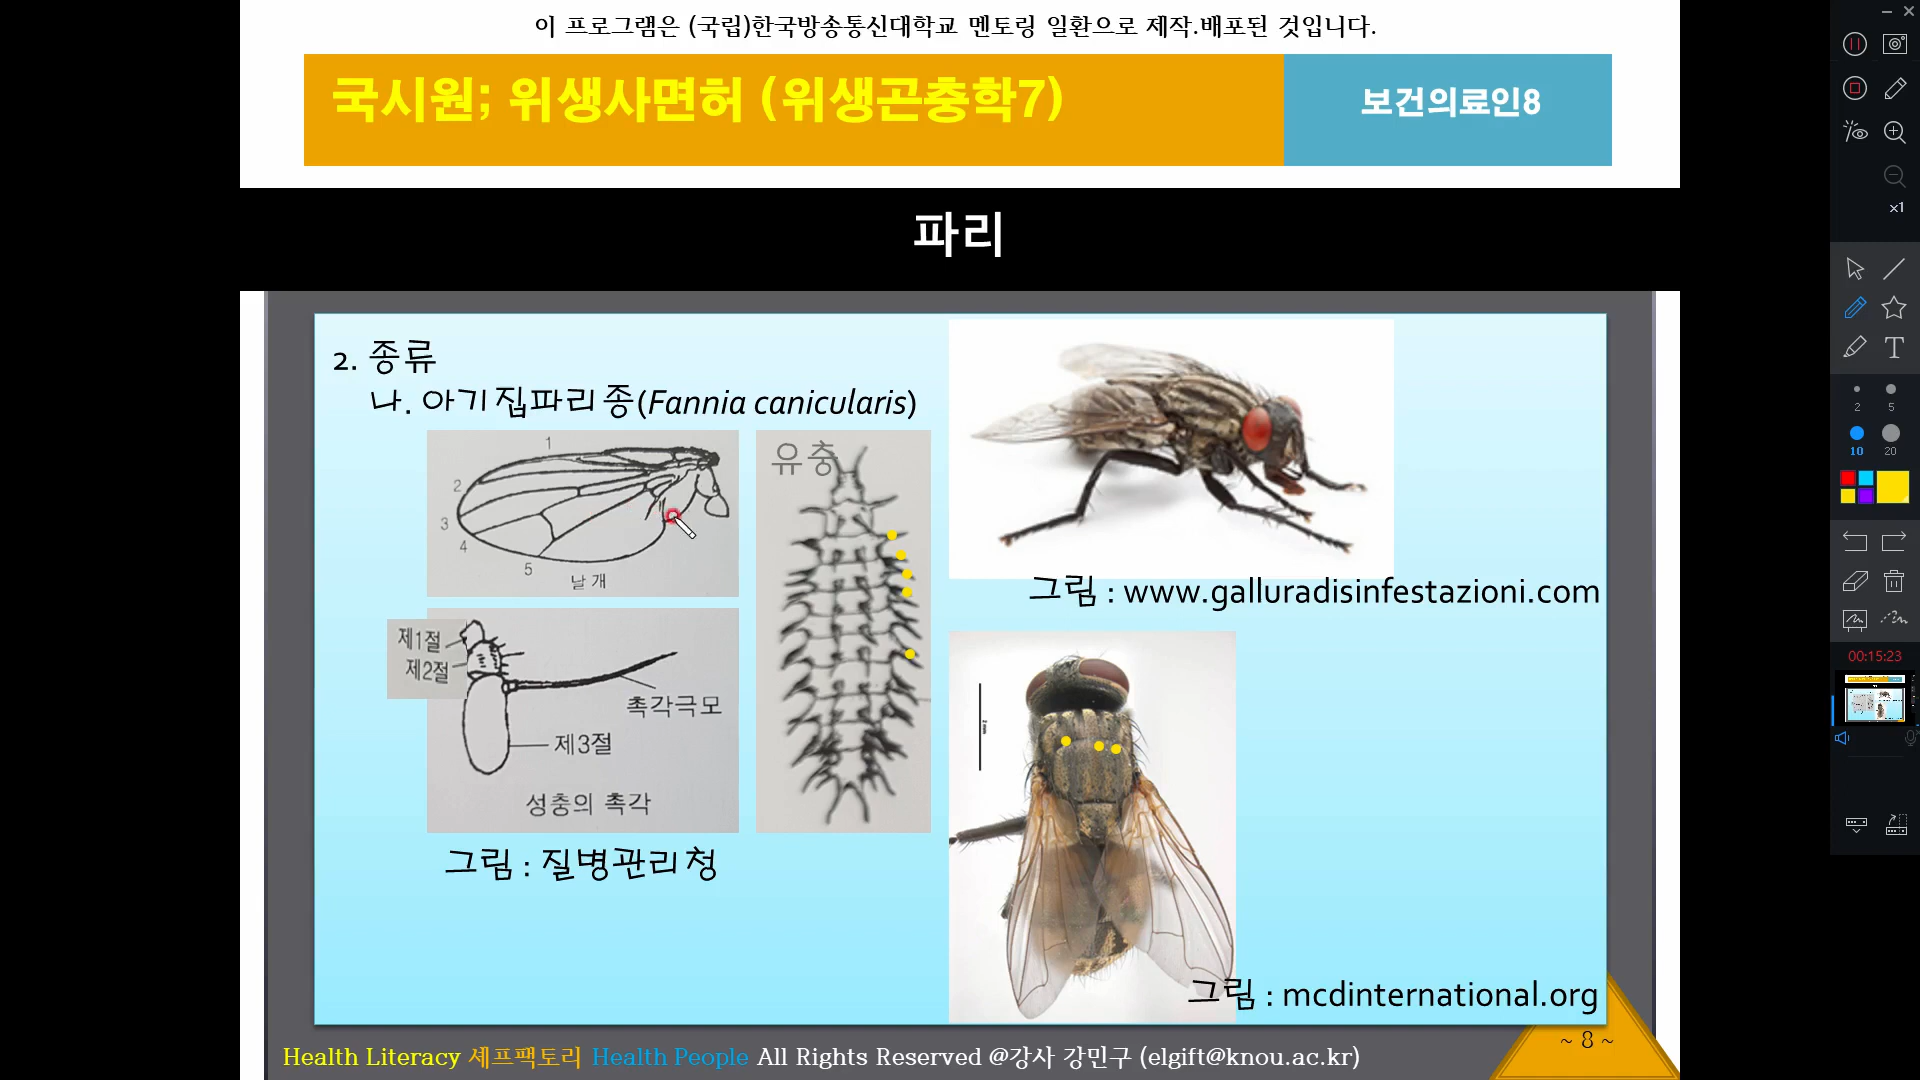 이 프로그램은 (국립)한국방송통신대학교 멘토링 일환으로 제작.배포된 것입니다.
국시원; 위생사면허 (위생곤충학7)
보건의료인8
파리
2. 종류
나. 아기집파리종(Fannia canicularis)
1
2
3
4
5
날개
유충
제1절
제2절
촉각극모
제3절
성충의 촉각
그림 : 질병관리청
그림 : www.galluradisinfestazioni.com
그림 : mcdinternational.org
~ 8 ~
Health Literacy 셰프팩토리 Health People All Rights Reserved @강사 강민구 (elgift@knou.ac.kr)
x1
T
2 5
10 20
00:15:23